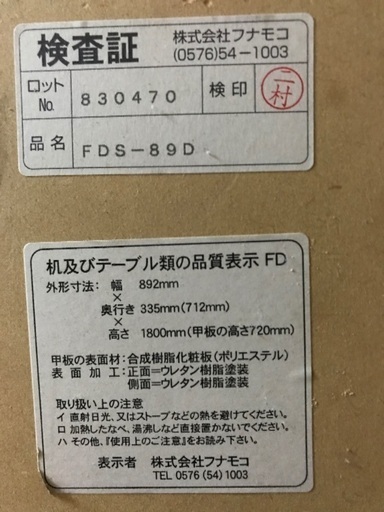 検査証 株式会社フナモコ
(0576)54-1003
ロット
No. 830470 検印 二村
品名 FDS-89D
机及びテーブル類の品質表示 FD
外形寸法: 幅 892mm
×
奥行き 335mm(712mm)
×
高さ 1800mm(甲板の高さ720mm)
甲板の表面材:合成樹脂化粧板(ポリエステル)
表面加工:正面=ウレタン樹脂塗装
側面=ウレタン樹脂塗装
取り扱い上の注意
イ 直射日光、又はストーブなどの熱を避けてください。
ロ 加熱したなべ、湯沸しなど直接置かないでください。
ハ その他、『使用上のご注意』をお読み下さい。
表示者 株式会社フナモコ
TEL 0576(54)1003